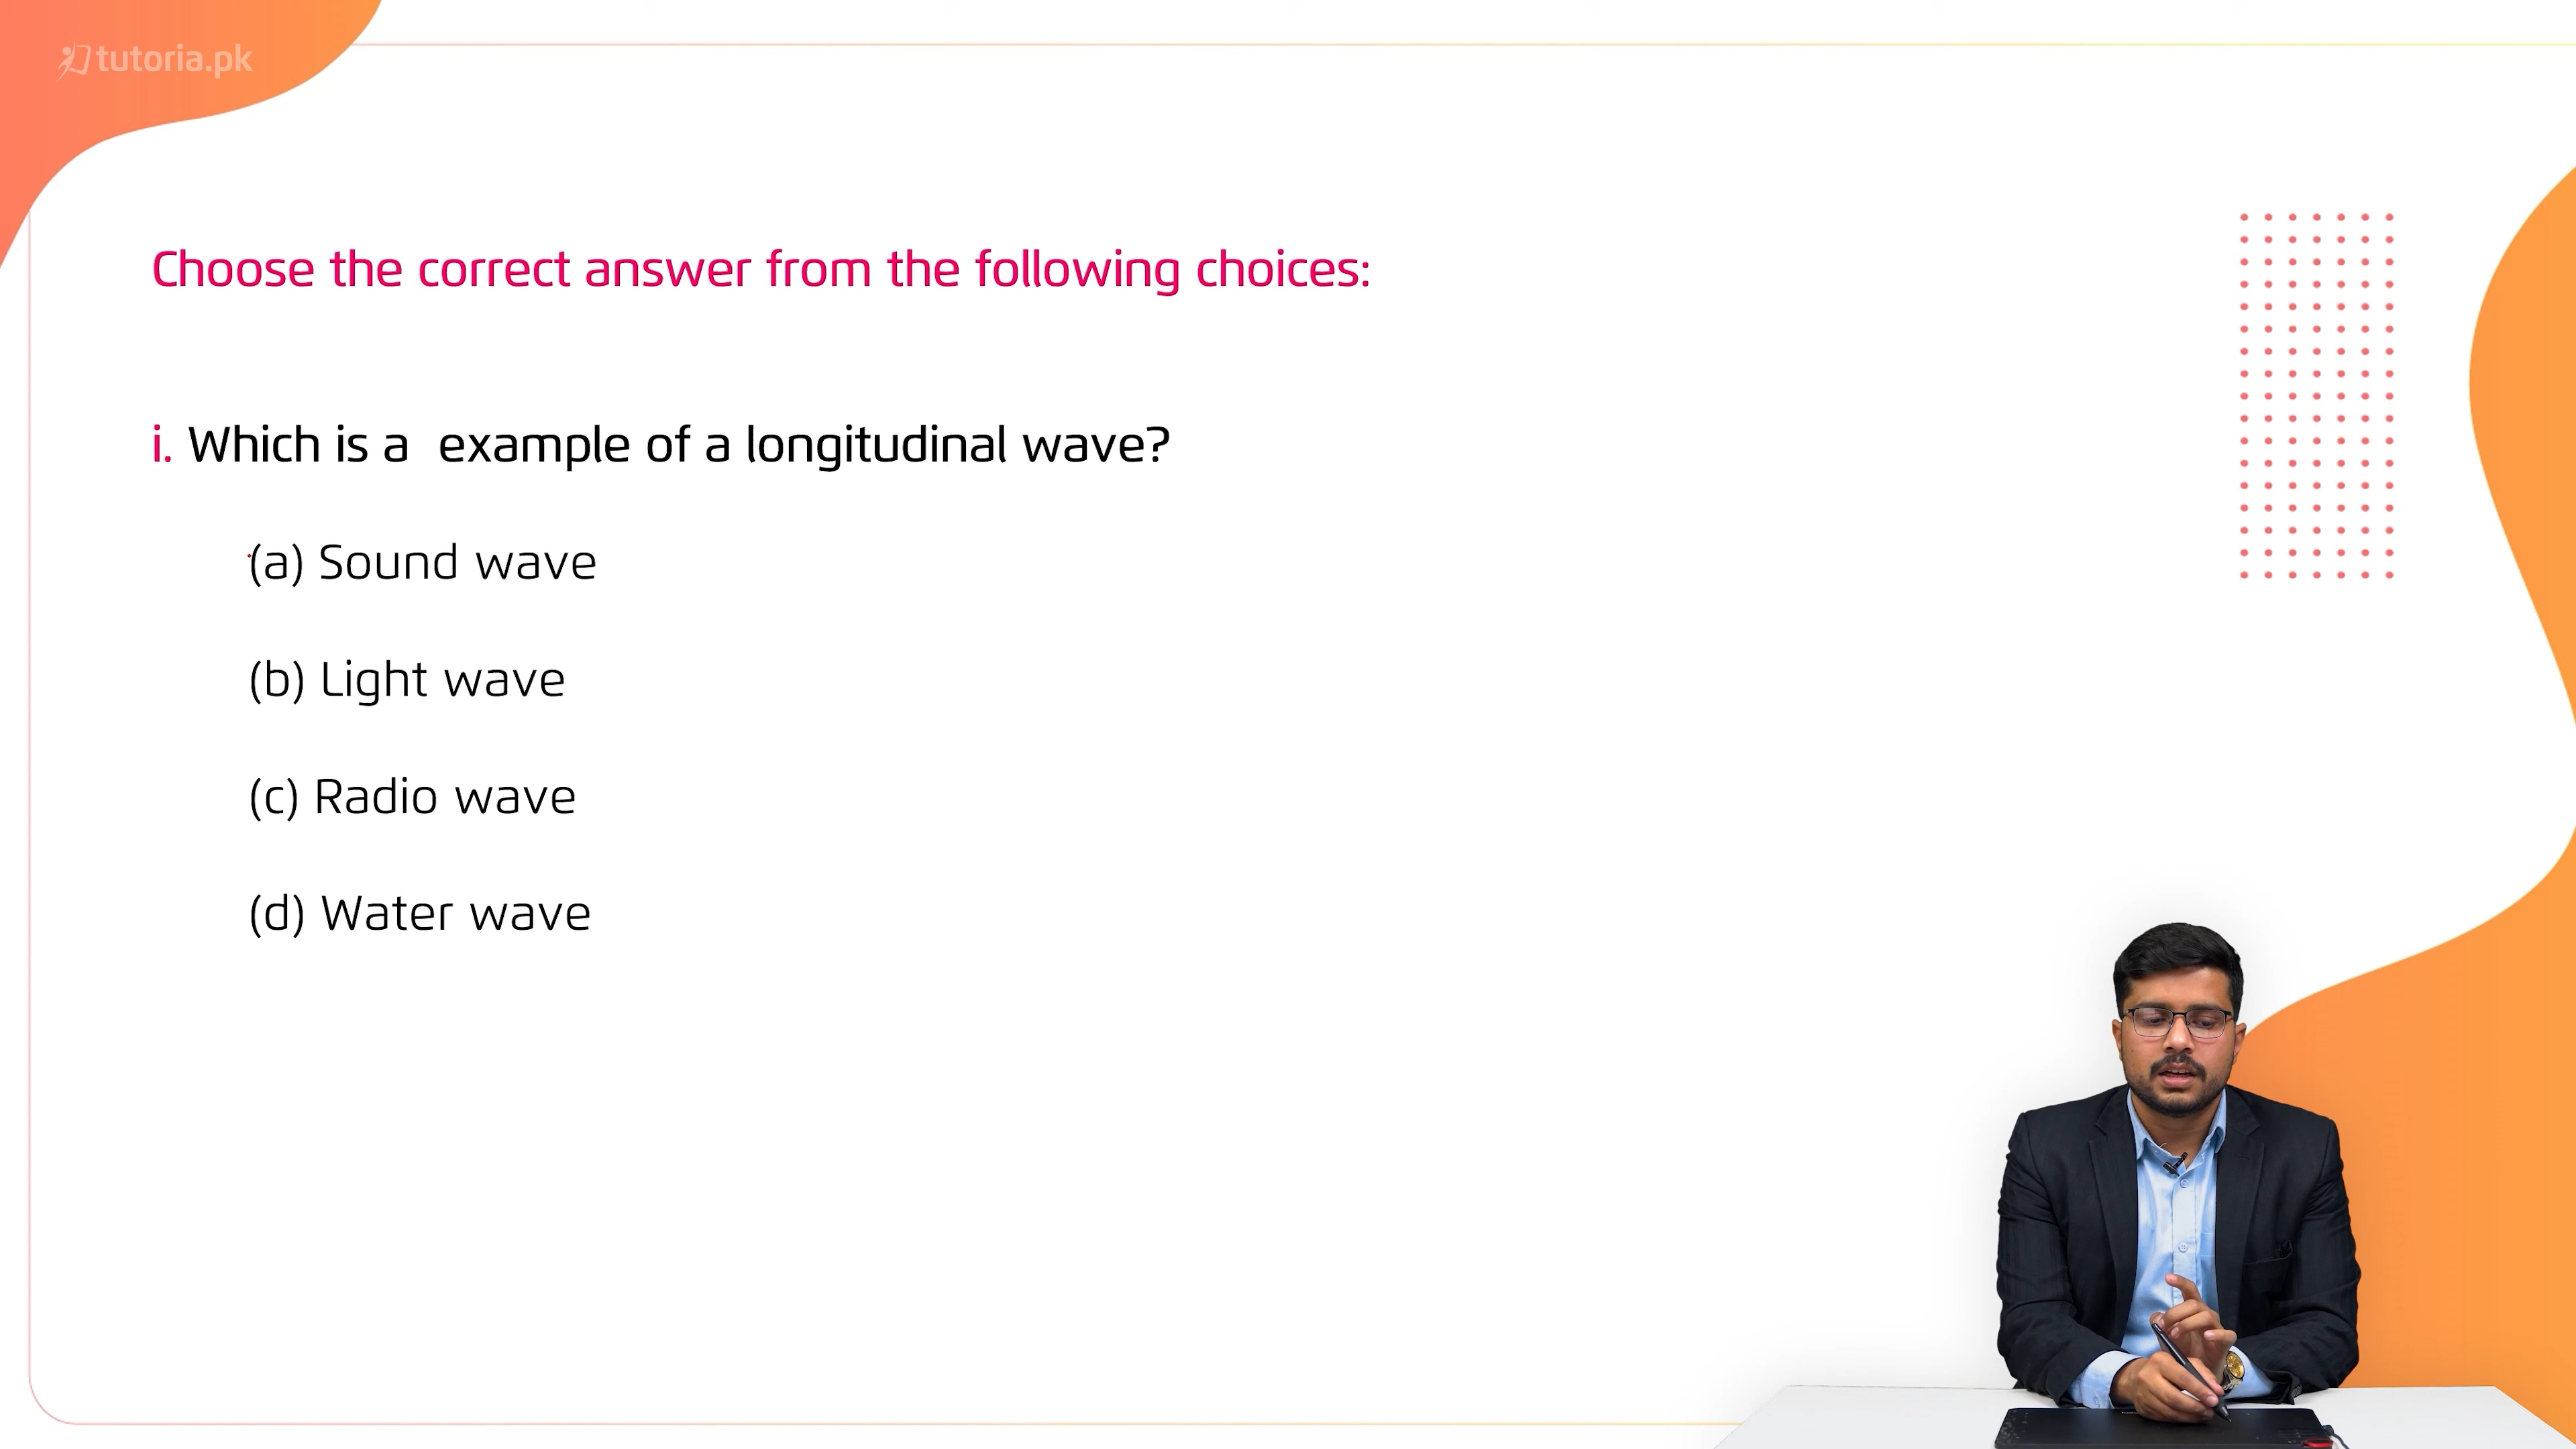 tutoria.pk
Choose the correct answer from the following choices:
i. Which is a  example of a longitudinal wave?
(a) Sound wave
(b) Light wave
(c) Radio wave
(d) Water wave